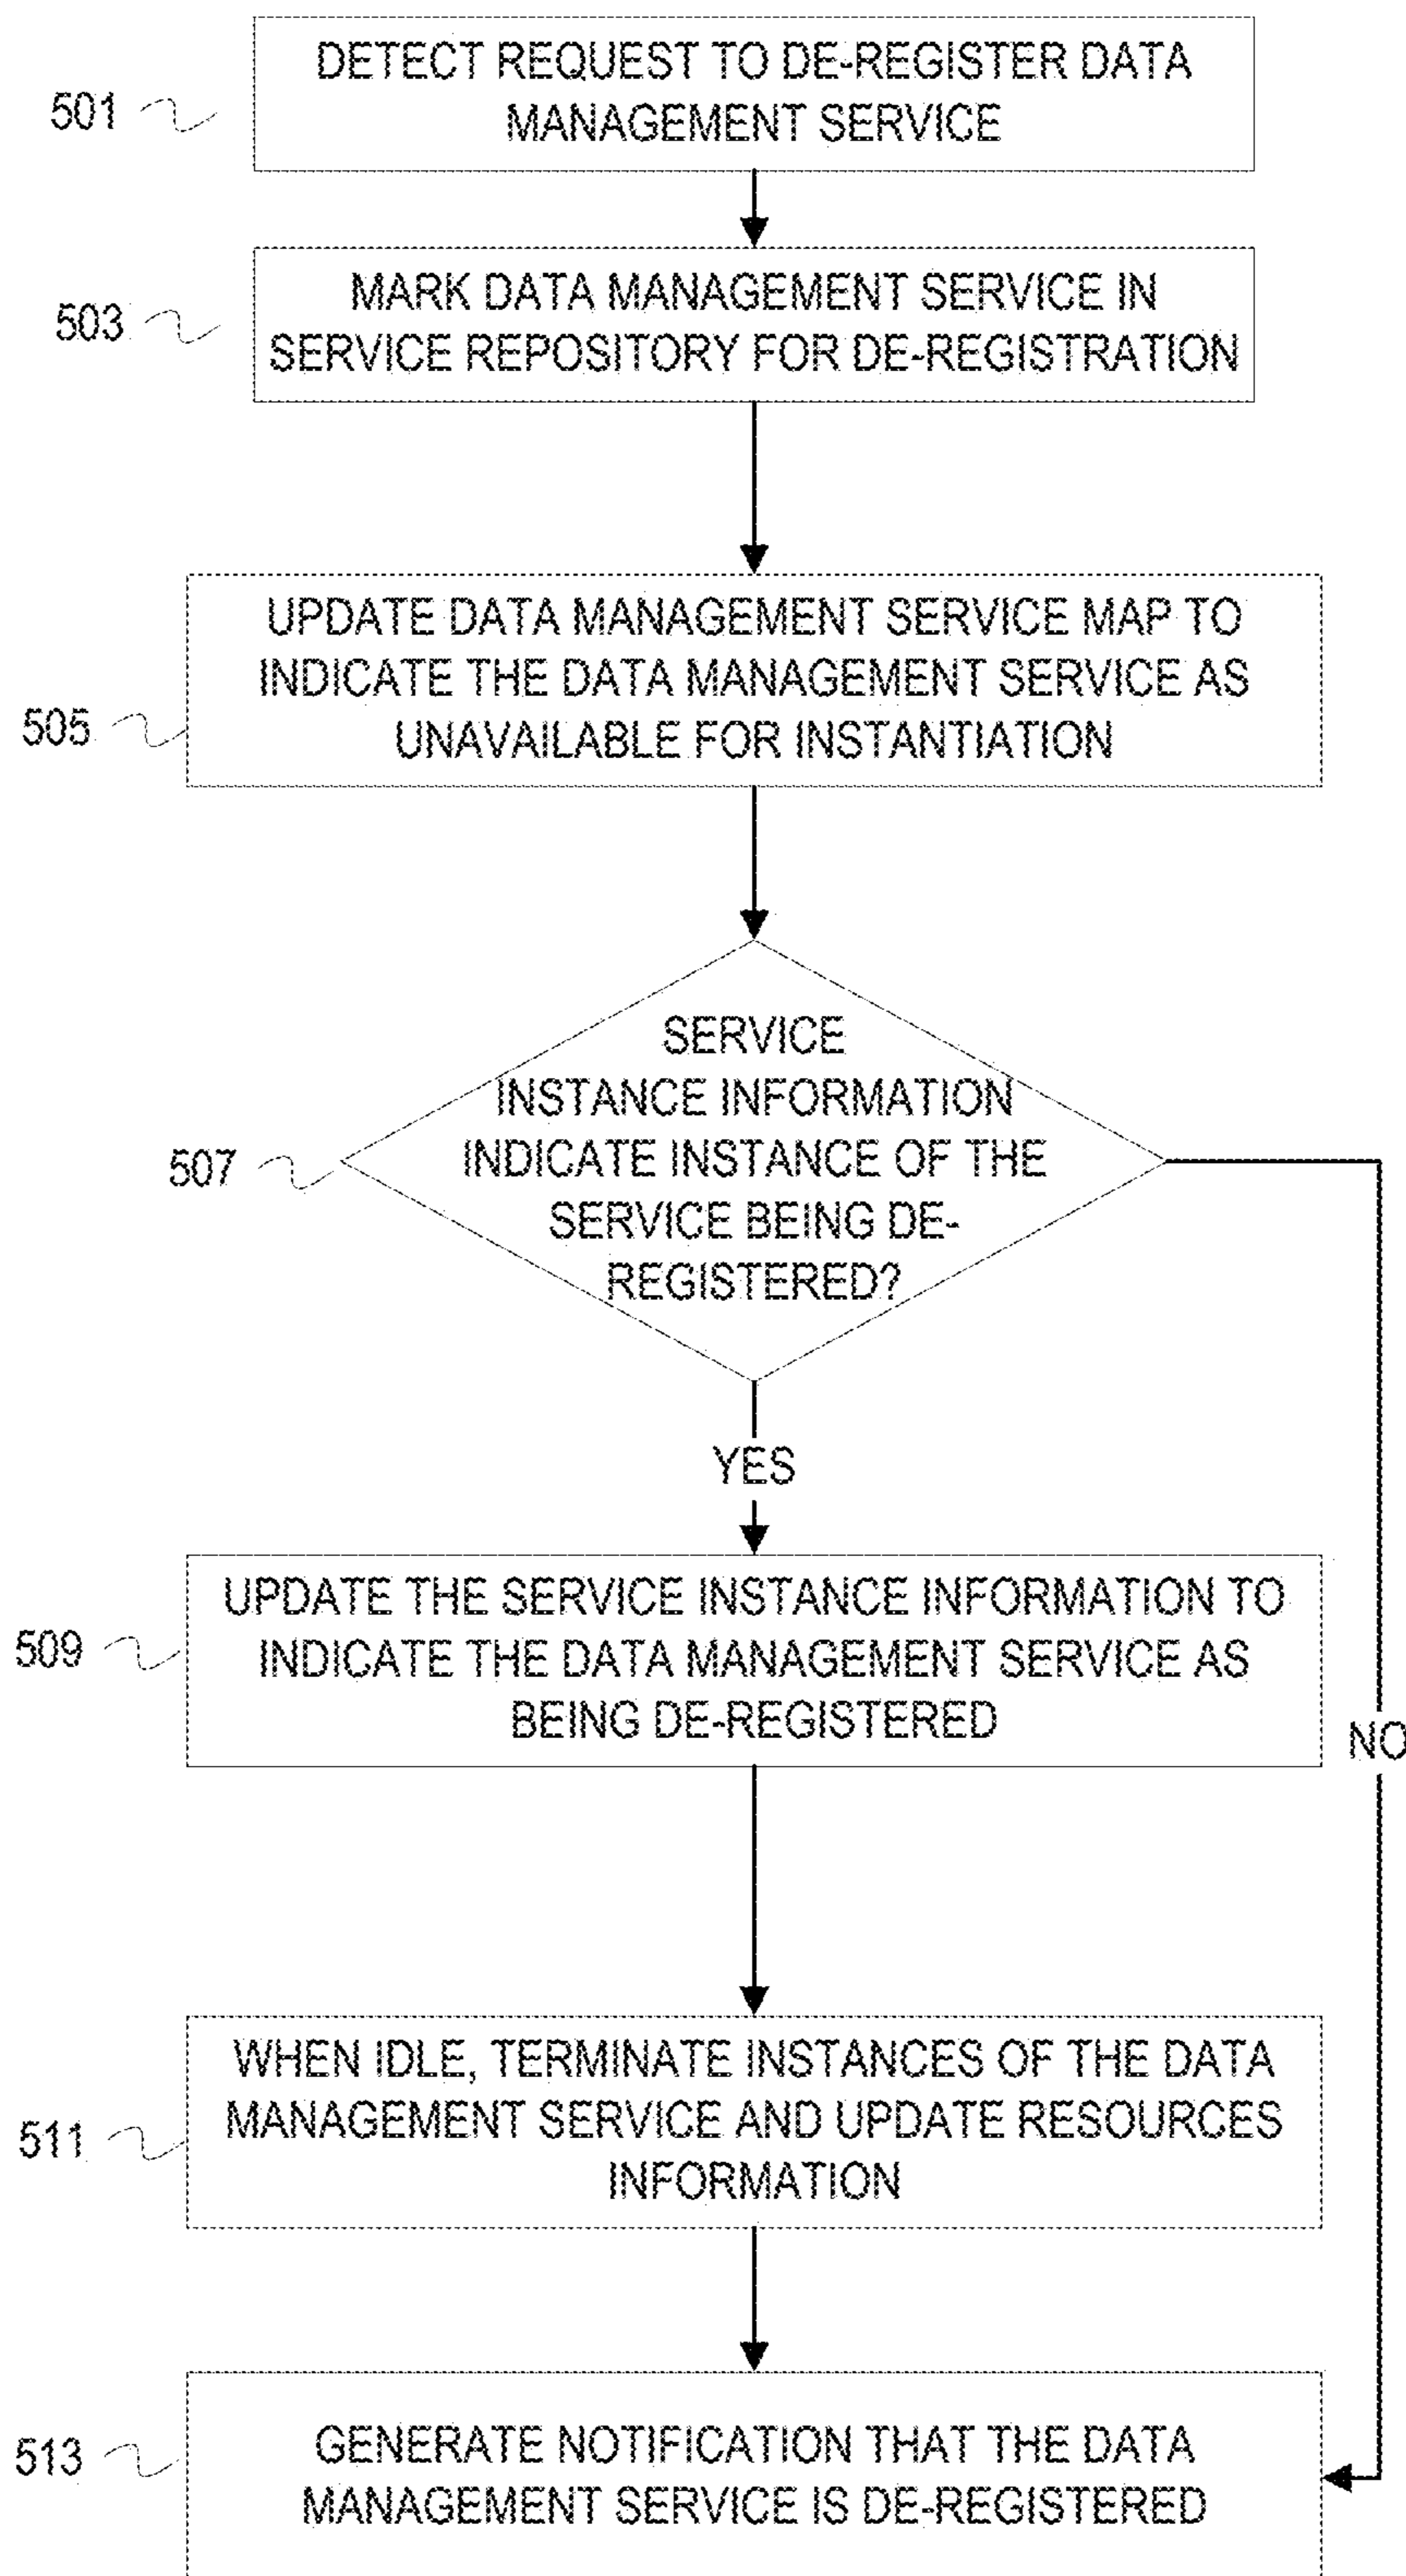 DETECT REQUEST TO DE-REGISTER DATA
MANAGEMENT SERVICE
501
MARK DATA MANAGEMENT SERVICE IN
SERVICE REPOSITORY FOR DE-REGISTRATION
503
UPDATE DATA MANAGEMENT SERVICE MAP TO
INDICATE THE DATA MANAGEMENT SERVICE AS
UNAVAILABLE FOR INSTANTIATION
505
SERVICE
INSTANCE INFORMATION
INDICATE INSTANCE OF THE
SERVICE BEING DE-
REGISTERED?
507
YES
UPDATE THE SERVICE INSTANCE INFORMATION TO
INDICATE THE DATA MANAGEMENT SERVICE AS
BEING DE-REGISTERED
509
NO
WHEN IDLE, TERMINATE INSTANCES OF THE DATA
MANAGEMENT SERVICE AND UPDATE RESOURCES
INFORMATION
511
GENERATE NOTIFICATION THAT THE DATA
MANAGEMENT SERVICE IS DE-REGISTERED
513